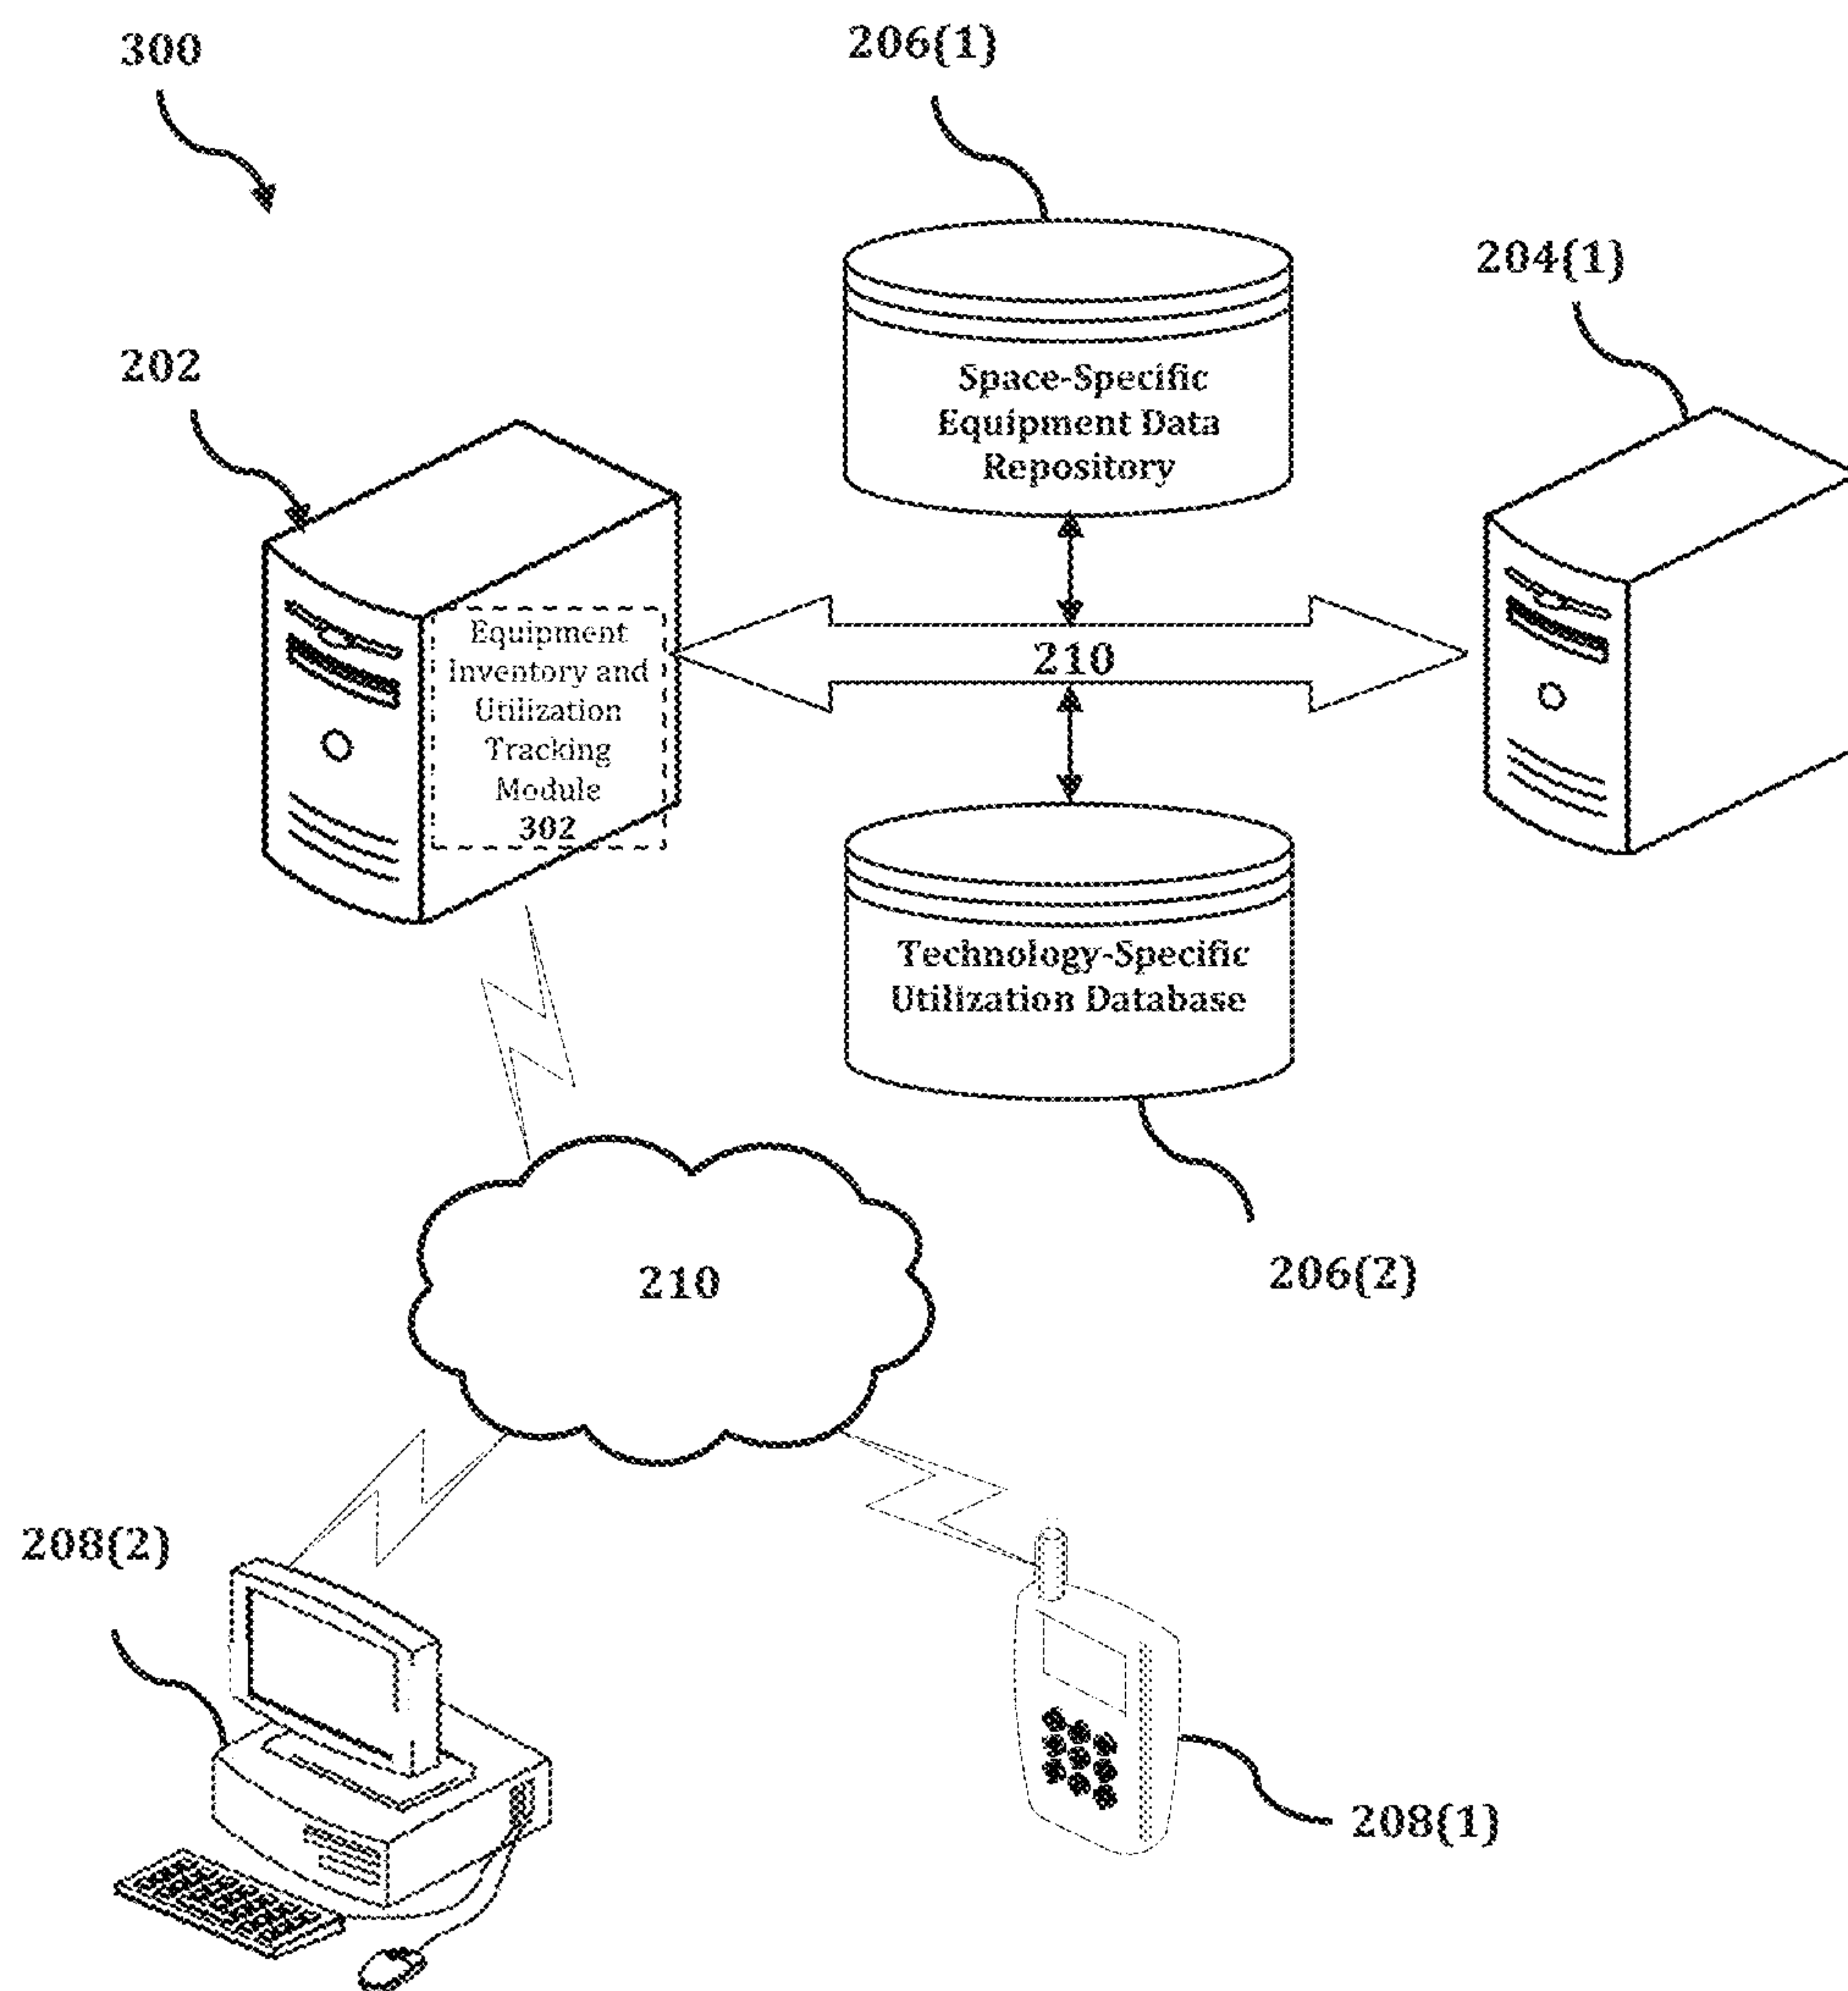 300
206(1)
204(1)
202
Space-Specific
Equipment Data
Repository
Equipment
Inventory and
Utilization
Tracking
Module
302
210
Technology-Specific
Utilization Database
206(2)
210
208(2)
208(1)